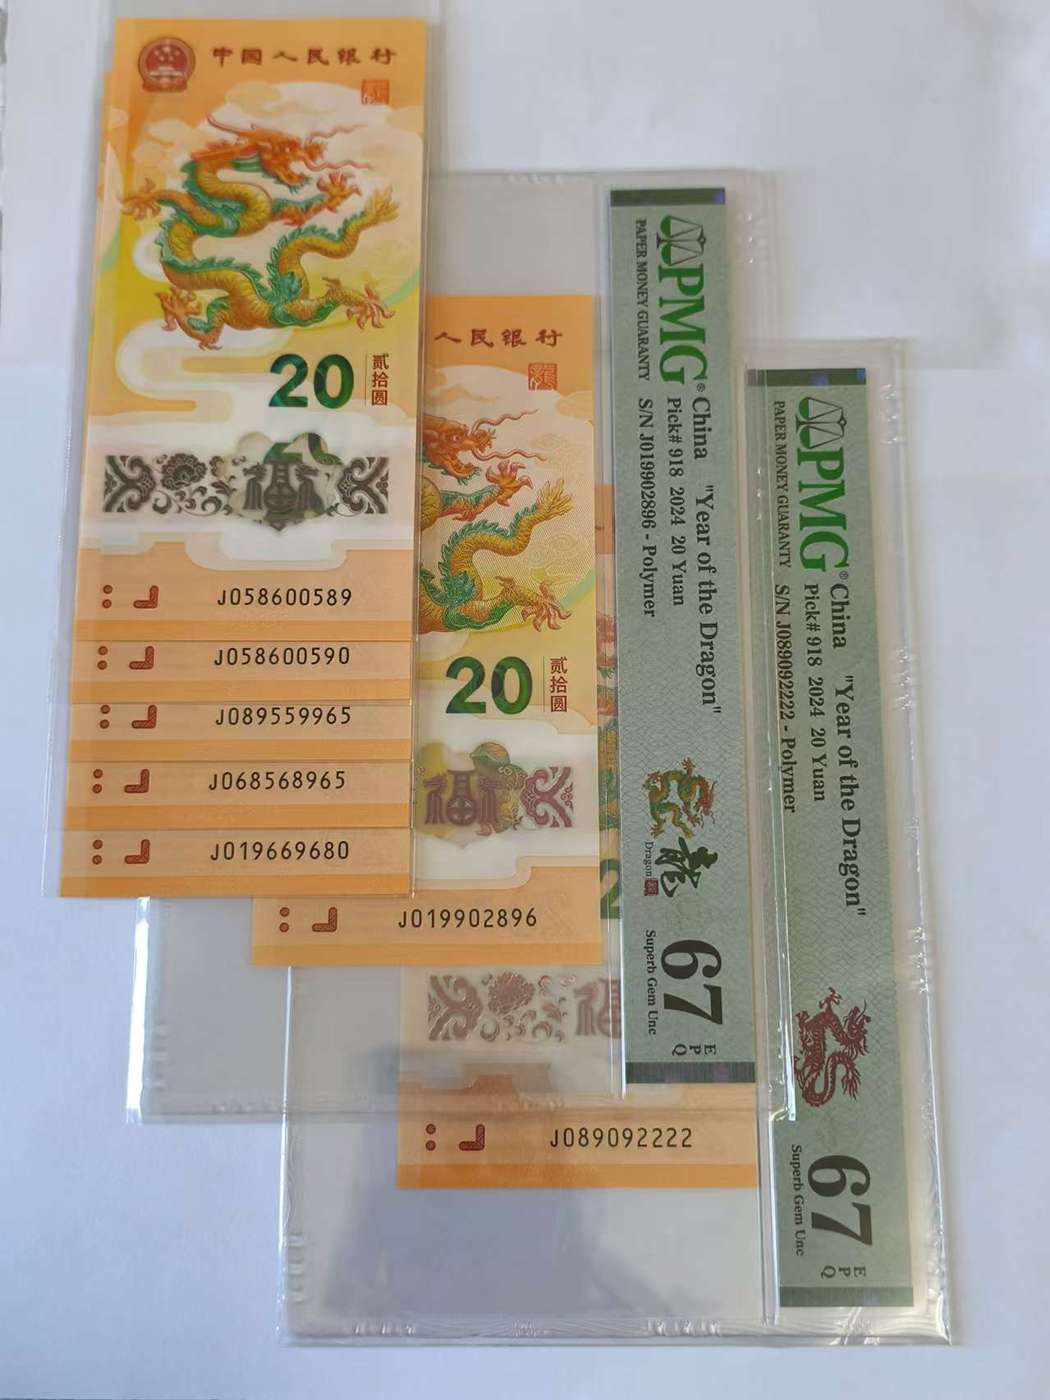 中国人民银行
20
贰拾圆
福
J058600589
J058600590
J089559965
J068568965
J019669680
人民银行
20
贰拾圆
福
J019902896
J089092222
PMG®
PAPER MONEY GUARANTY
China "Year of the Dragon"
Pick# 918 2024 20 Yuan
S/N J019902896 - Polymer
龍
Dragon
67
EPQ
Superb Gem Unc
PMG®
PAPER MONEY GUARANTY
China "Year of the Dragon"
Pick# 918 2024 20 Yuan
S/N J089092222 - Polymer
67
EPQ
Superb Gem Unc